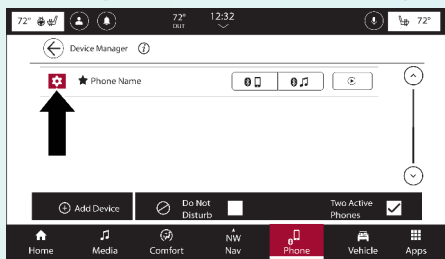 72° 72° OUT 12:32 72°
Device Manager
Phone Name
Add Device Do Not Disturb Two Active Phones
Home Media Comfort NW Nav Phone Vehicle Apps